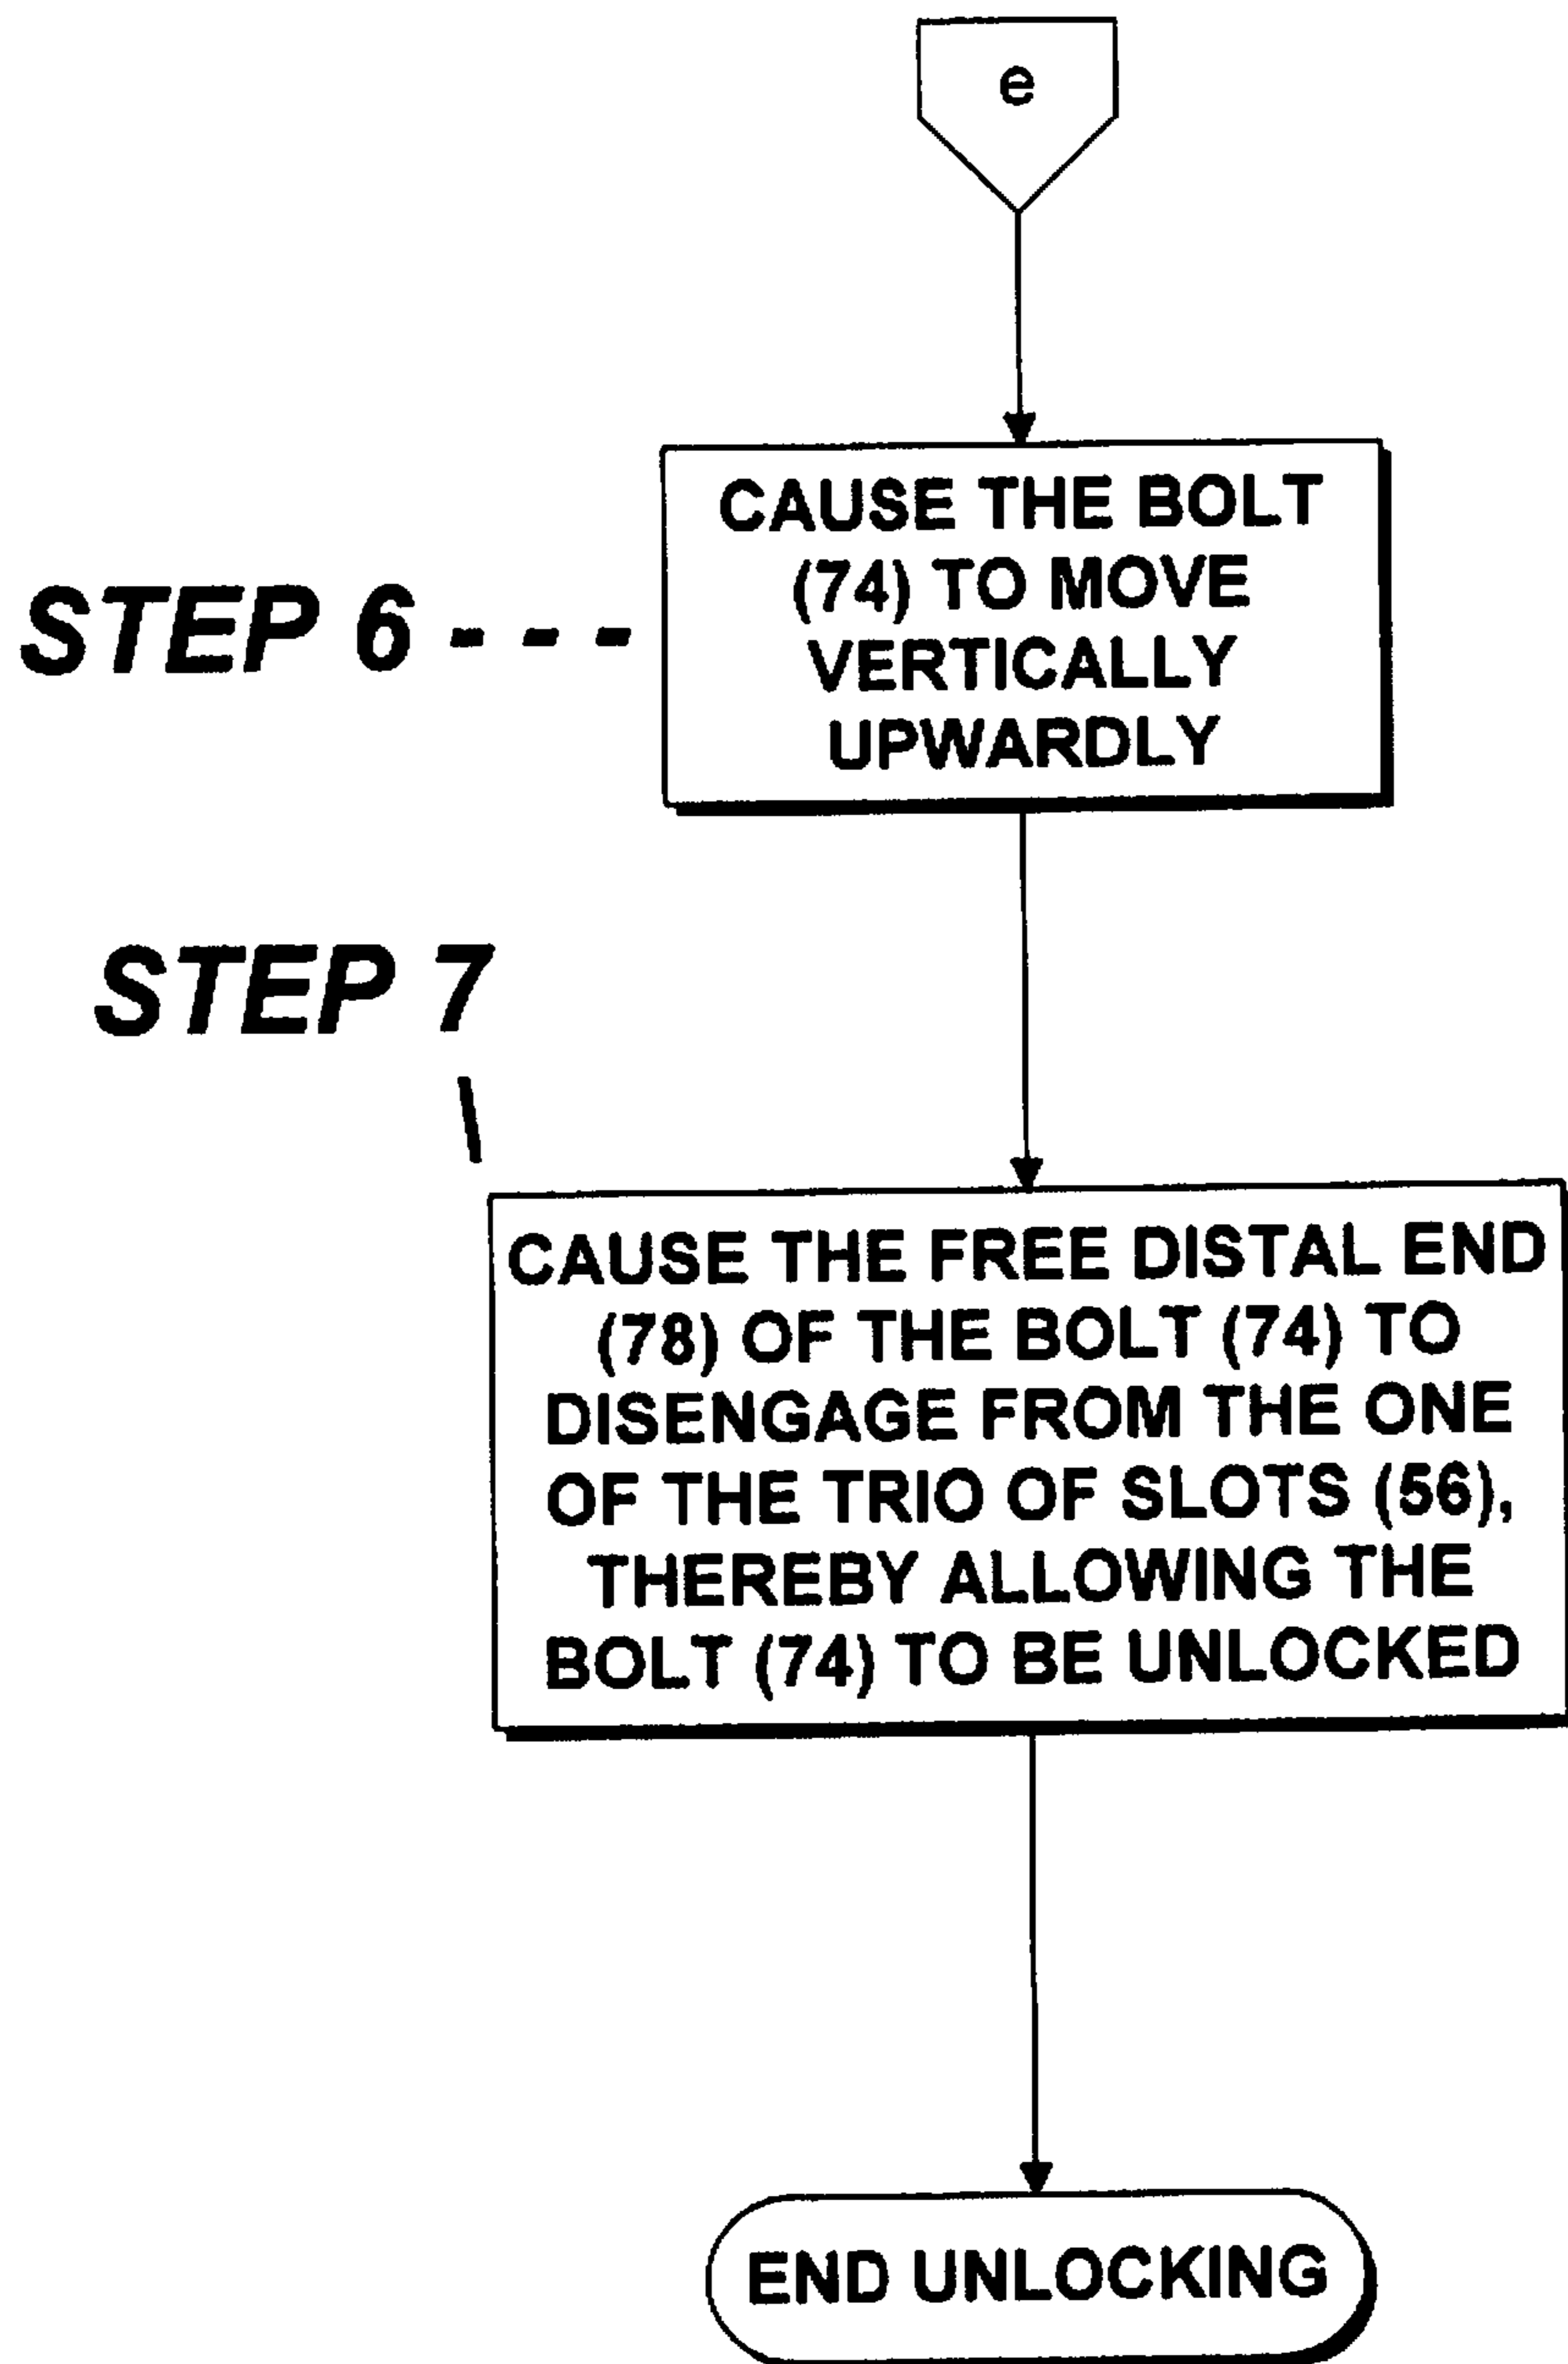 e
CAUSE THE BOLT
(74) TO MOVE
VERTICALLY
UPWARDLY
STEP 6 - - -
STEP 7
CAUSE THE FREE DISTAL END
(78) OF THE BOLT (74) TO
DISENGAGE FROM THE ONE
OF THE TRIO OF SLOTS (56),
THEREBY ALLOWING THE
BOLT (74) TO BE UNLOCKED
END UNLOCKING